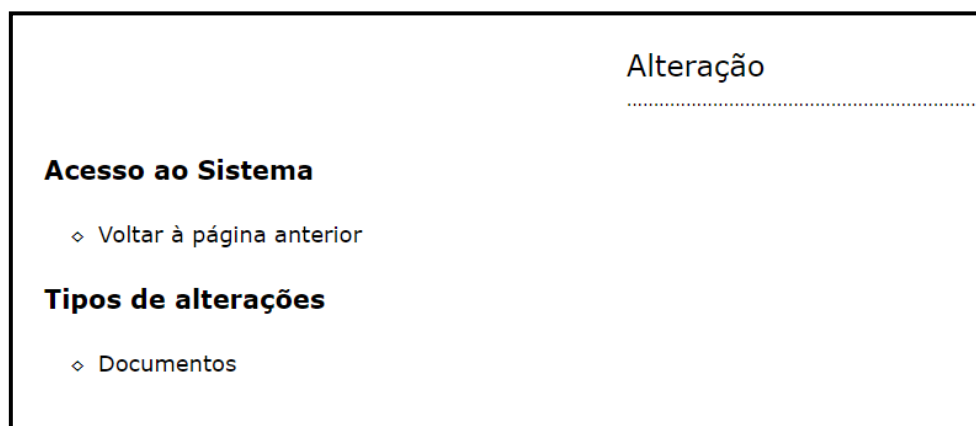 Alteração
Acesso ao Sistema
Voltar à página anterior
Tipos de alterações
Documentos